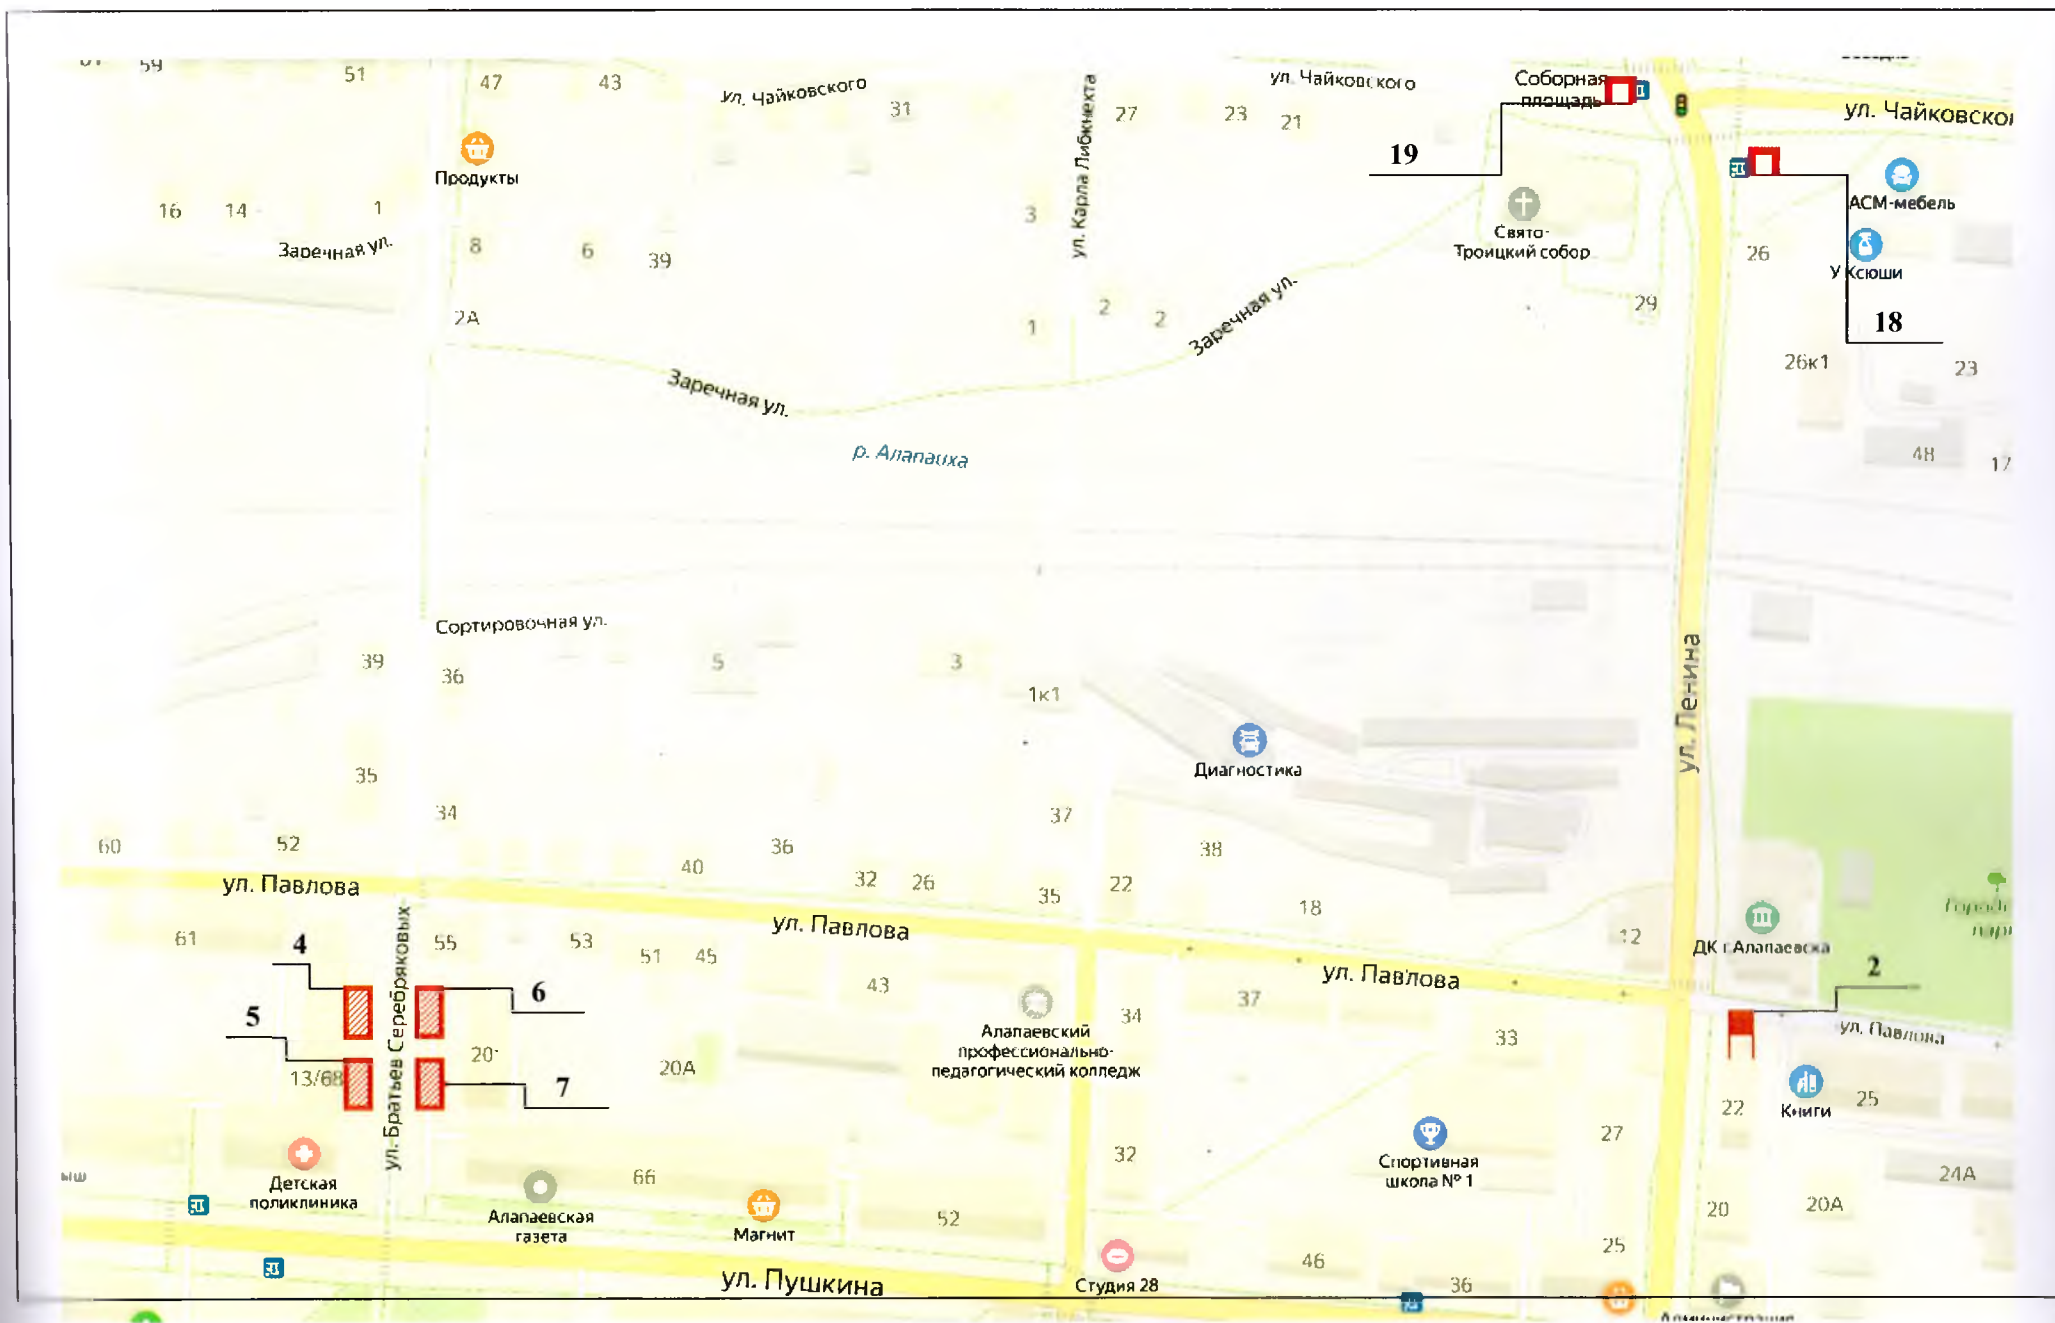 59
51
47
43
ул. Чайковского
31
ул. Карла Либкнехта
27
23
21
ул. Чайковского
Соборная
площадь
ул. Чайковског
19
Продукты
16
14
1
Заречная ул.
8
6
39
3
Свято-
Троицкий собор
АСМ-мебель
26
У Ксюши
29
18
2А
1
2
2
Заречная ул.
26к1
23
Заречная ул.
р. Алапаиха
48
17
Сортировочная ул.
39
36
5
3
1к1
ул. Ленина
Диагностика
35
34
37
60
52
40
36
32
26
35
22
38
18
12
ул. Павлова
ул. Павлова
ул. Павлова
ДК г.Алапаевска
61
4
ул. Братьев Серебряковых
55
53
51
45
43
6
2
5
Алапаевский
профессионально-
педагогический колледж
34
37
33
ул. Павлова
13/68
20
20А
7
22
Книги
25
Детская
поликлиника
66
Алапаевская
газета
Магнит
52
32
Спортивная
школа № 1
27
24А
20
20А
ыш
25
46
36
ул. Пушкина
Студия 28